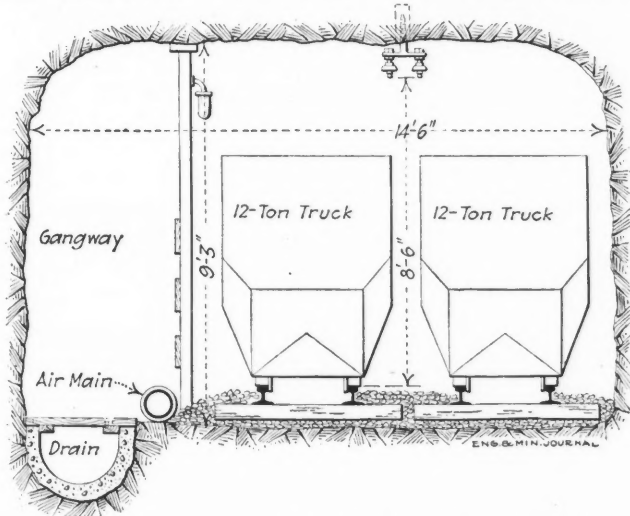 14'-6"
12-Ton Truck
12-Ton Truck
Gangway
9'-3"
8'-6"
Air Main
Drain
ENG. & MIN. JOURNAL